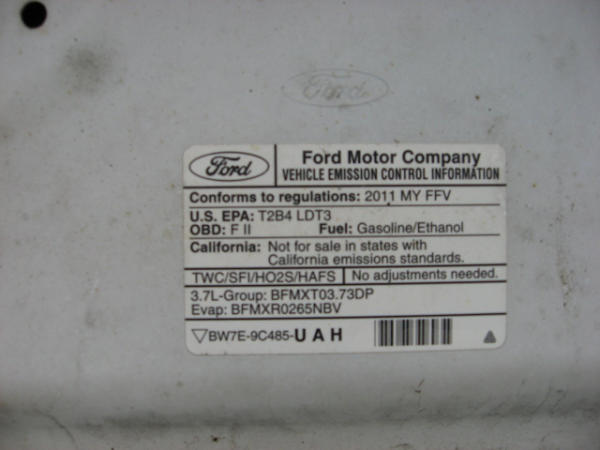 Ford
Ford
Ford Motor Company
VEHICLE EMISSION CONTROL INFORMATION
Conforms to regulations: 2011 MY FFV
U.S. EPA: T2B4 LDT3
OBD: F II Fuel: Gasoline/Ethanol
California: Not for sale in states with
California emissions standards.
TWC/SFI/HO2S/HAFS No adjustments needed.
3.7L-Group: BFMXT03.73DP
Evap: BFMXR0265NBV
BW7E-9C485-UAH